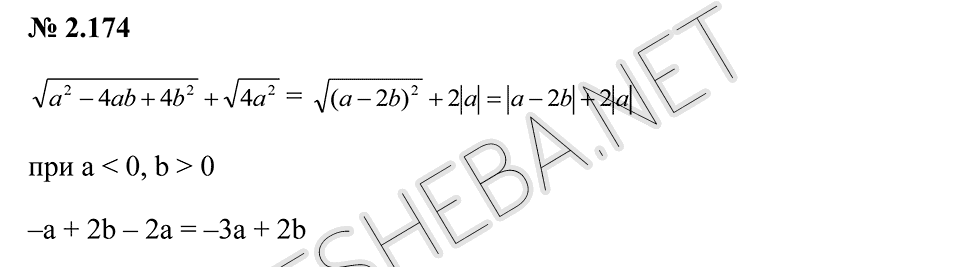 № 2.174
√(a² – 4ab + 4b²) + √(4a²) = √((a – 2b)²) + 2|a| = |a – 2b| + 2|a|
при a < 0, b > 0
–a + 2b – 2a = –3a + 2b
ESHEBA.NET